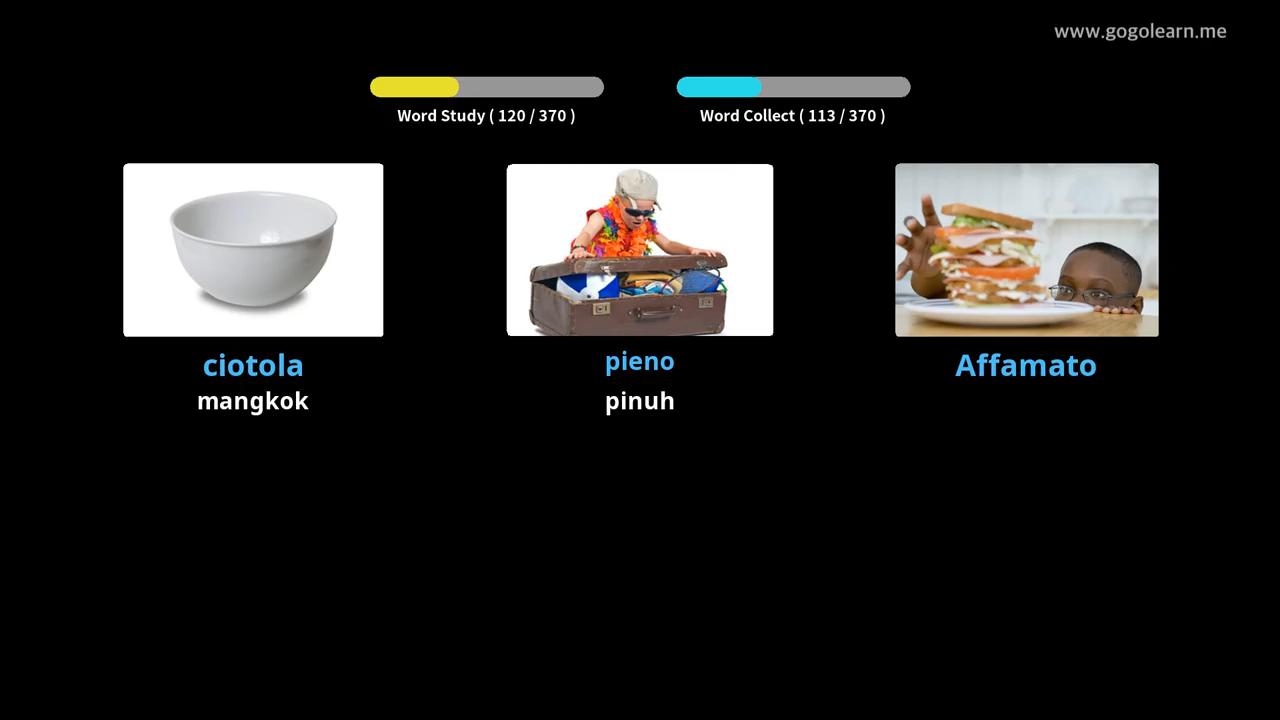 www.gogolearn.me
Word Study ( 120 / 370 )
Word Collect ( 113 / 370 )
ciotola
mangkok
pieno
pinuh
Affamato